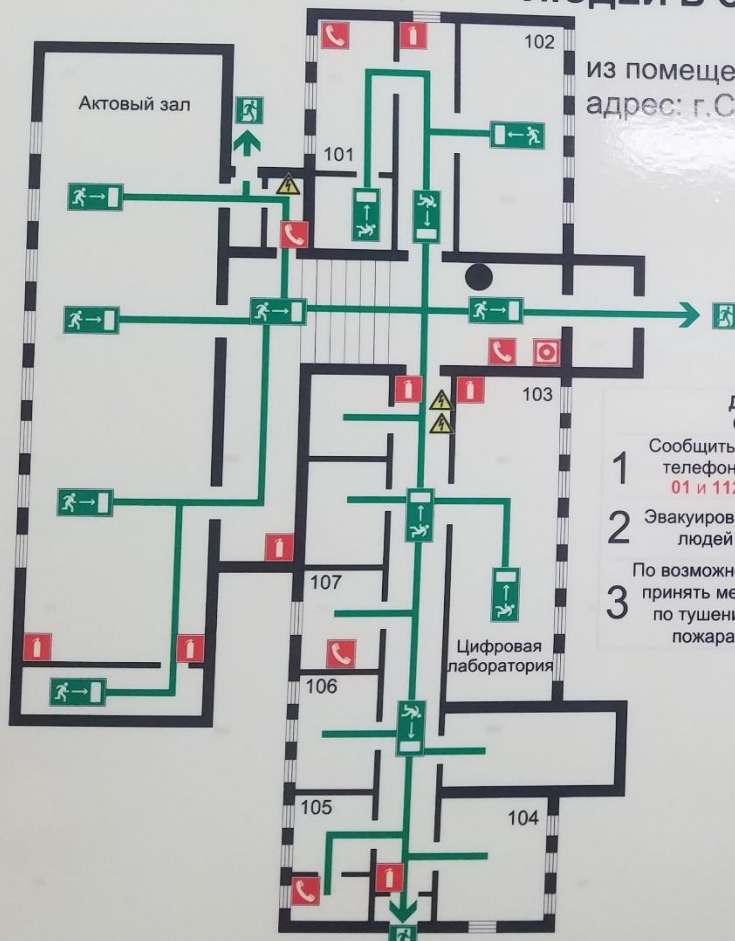 из помеще
адрес: г.С
102
Актовый зал
101
103
1 Сообщить
телефон
01 и 112
2 Эвакуиров
людей
3 По возможн
принять ме
по тушени
пожара
107
Цифровая
лаборатория
106
105
104